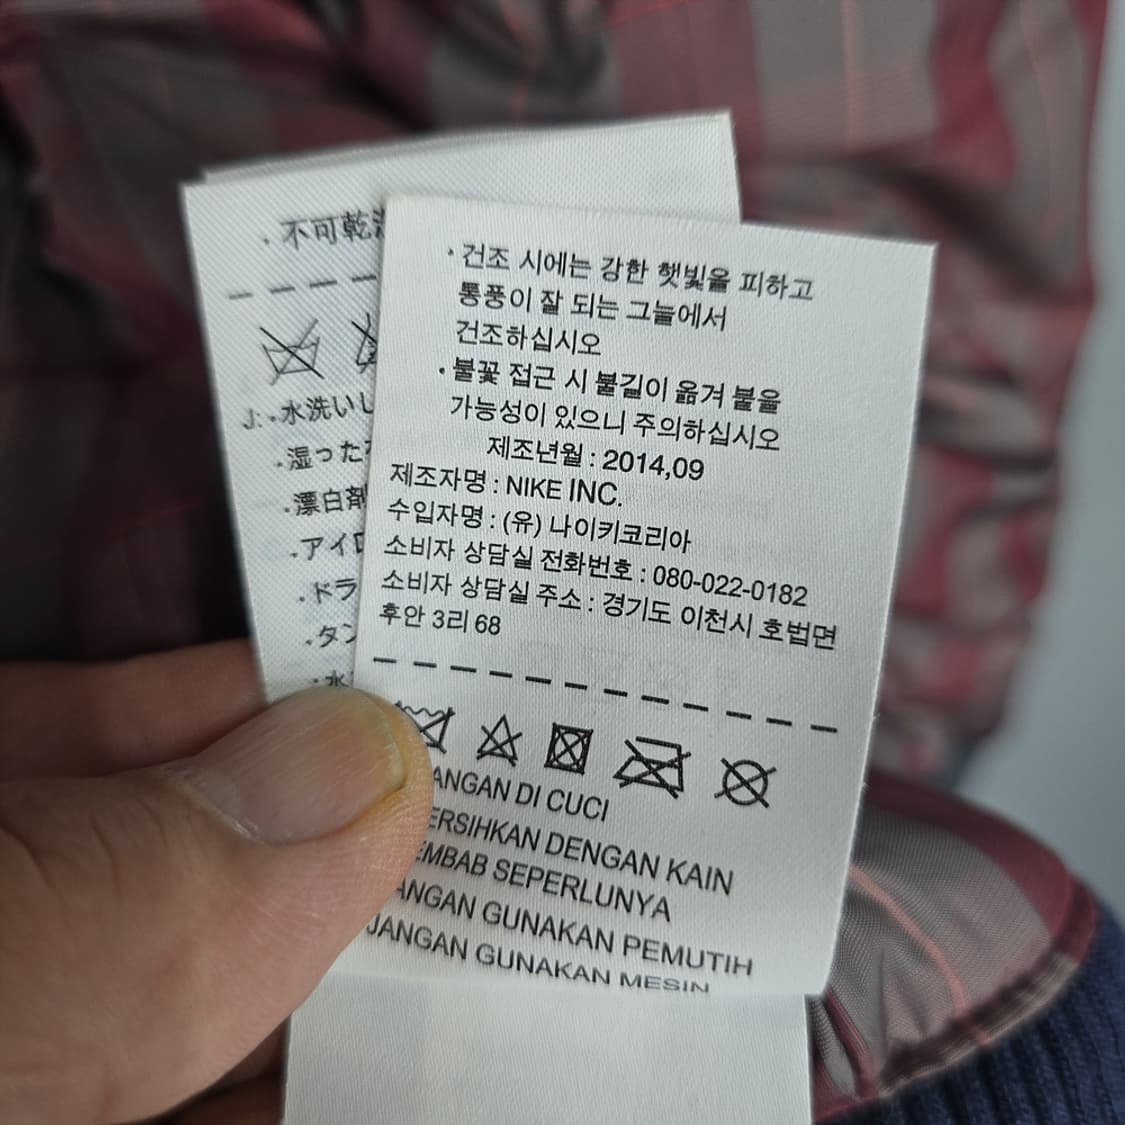 · 不可乾
J: · 水洗いし
· 湿った
· 漂白剤
· アイロ
· ドラ
· タン
· 水
· 건조 시에는 강한 햇빛을 피하고
통풍이 잘 되는 그늘에서
건조하십시오
· 불꽃 접근 시 불길이 옮겨 붙을
가능성이 있으니 주의하십시오
제조년월 : 2014,09
제조자명 : NIKE INC.
수입자명 : (유) 나이키코리아
소비자 상담실 전화번호 : 080-022-0182
소비자 상담실 주소 : 경기도 이천시 호법면
후안 3리 68
ANGAN DI CUCI
ERSIHKAN DENGAN KAIN
EMBAB SEPERLUNYA
ANGAN GUNAKAN PEMUTIH
JANGAN GUNAKAN MESIN